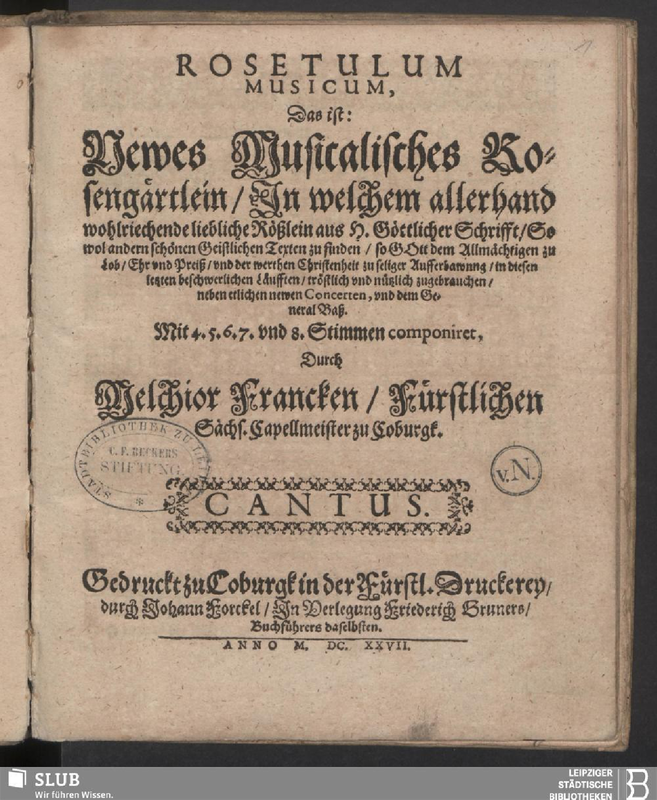 ROSETULUM
MUSICUM,
Das ist:
Newes Musicalisches Ro-
sengärtlein / Jn welchem allerhand
wohlriechende liebliche Rößlein aus H. Göttlicher Schrifft / So
wol andern schönen Geistlichen Texten zu finden / so GOtt dem Allmächtigen zu
Lob / Ehr vnd Preiß / vnd der werthen Christenheit zu seliger Aufferbawung / in diesen
letzten beschwerlichen Läufften / tröstlich vnd nützlich zugebrauchen /
neben etlichen newen Concerten, vnd dem Ge-
neral Baß.
Mit 4. 5. 6. 7. vnd 8. Stimmen componiret,
Durch
Melchior Francken / Fürstlichen
Sächs. Capellmeister zu Coburgk.
STADTBIBLIOTHEK ZU LEIPZIG
C. F. BECKERS
STIFTUNG.
v.N.
CANTUS.
Gedruckt zu Coburgk in der Fürstl. Druckerey /
durch Johann Forckel / Jn Verlegung Friederich Gruners /
Buchführers daselbsten.
ANNO M. DC. XXVII.
SLUB
Wir führen Wissen.
LEIPZIGER
STÄDTISCHE
BIBLIOTHEKEN